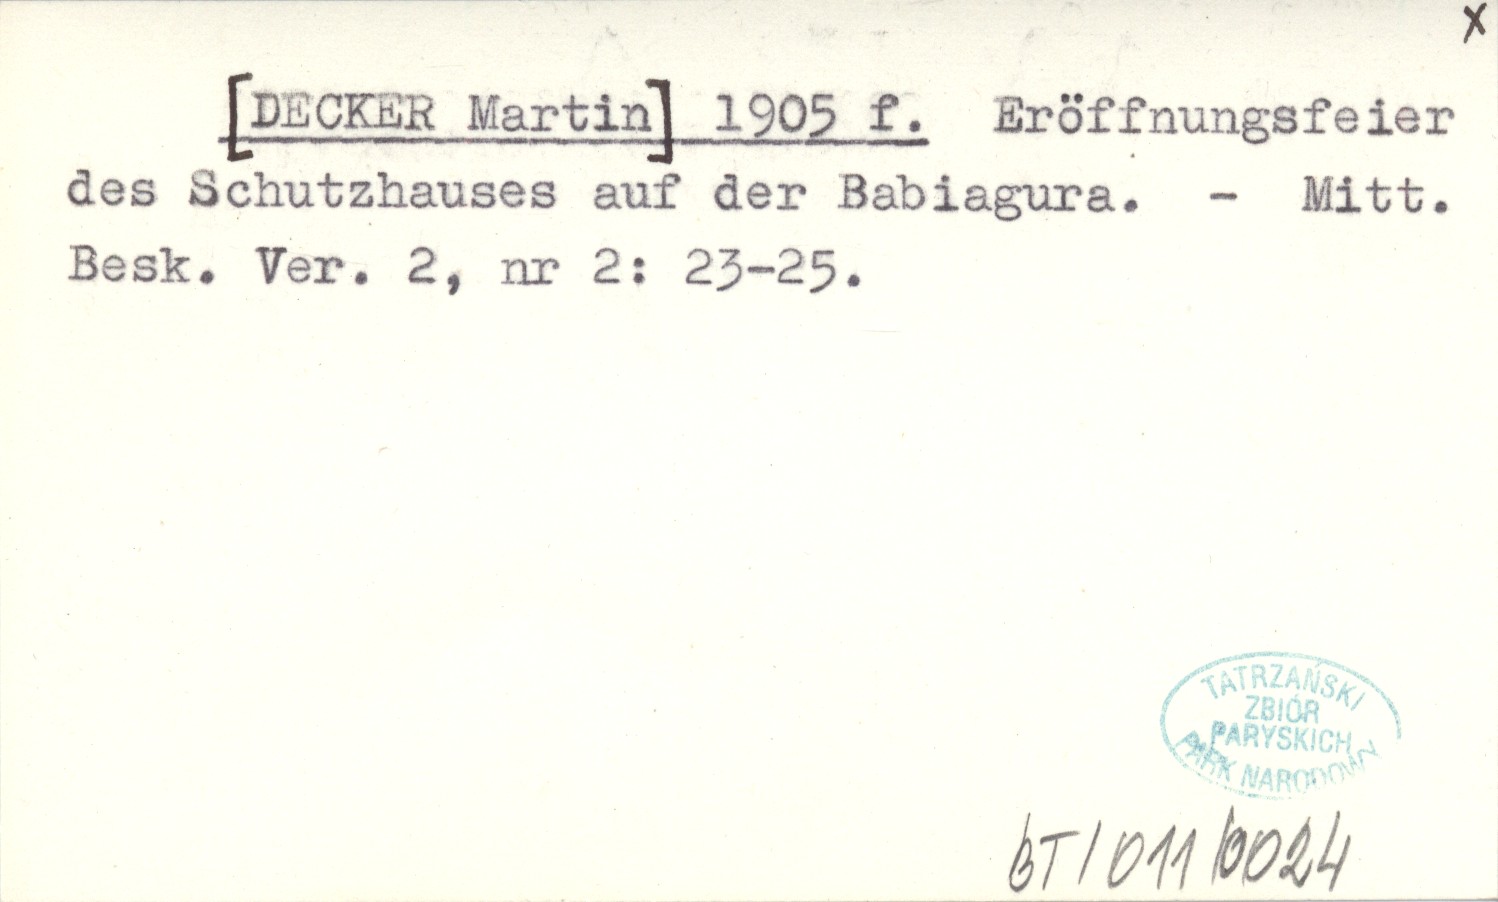 x
[DECKER Martin] 1905 f. Eröffnungsfeier
des Schutzhauses auf der Babiagura. - Mitt.
Besk. Ver. 2, nr 2: 23-25.
TATRZAŃSKI
ZBIÓR
PARYSKICH
PARK NARODOWY
BT/011/0024